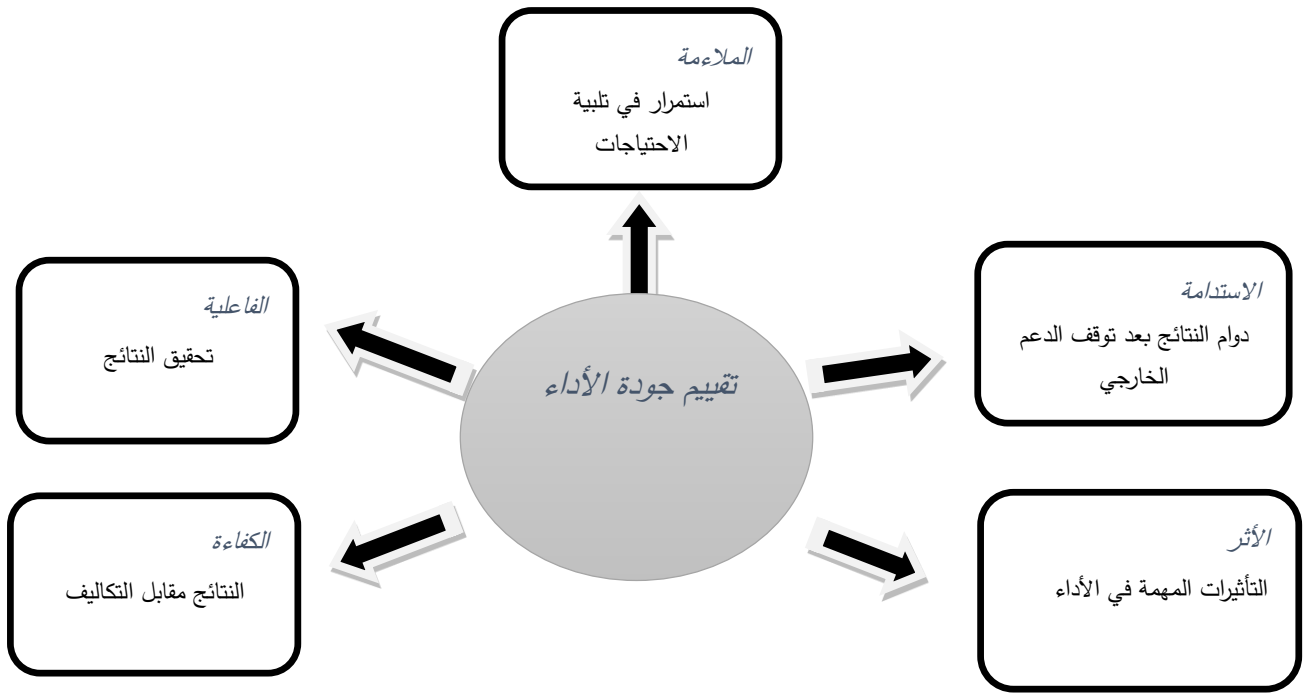 الملاءمة
استمرار في تلبية
الاحتياجات
الاستدامة
دوام النتائج بعد توقف الدعم
الخارجي
الفاعلية
تحقيق النتائج
تقييم جودة الأداء
الأثر
التأثيرات المهمة في الأداء
الكفاءة
النتائج مقابل التكاليف